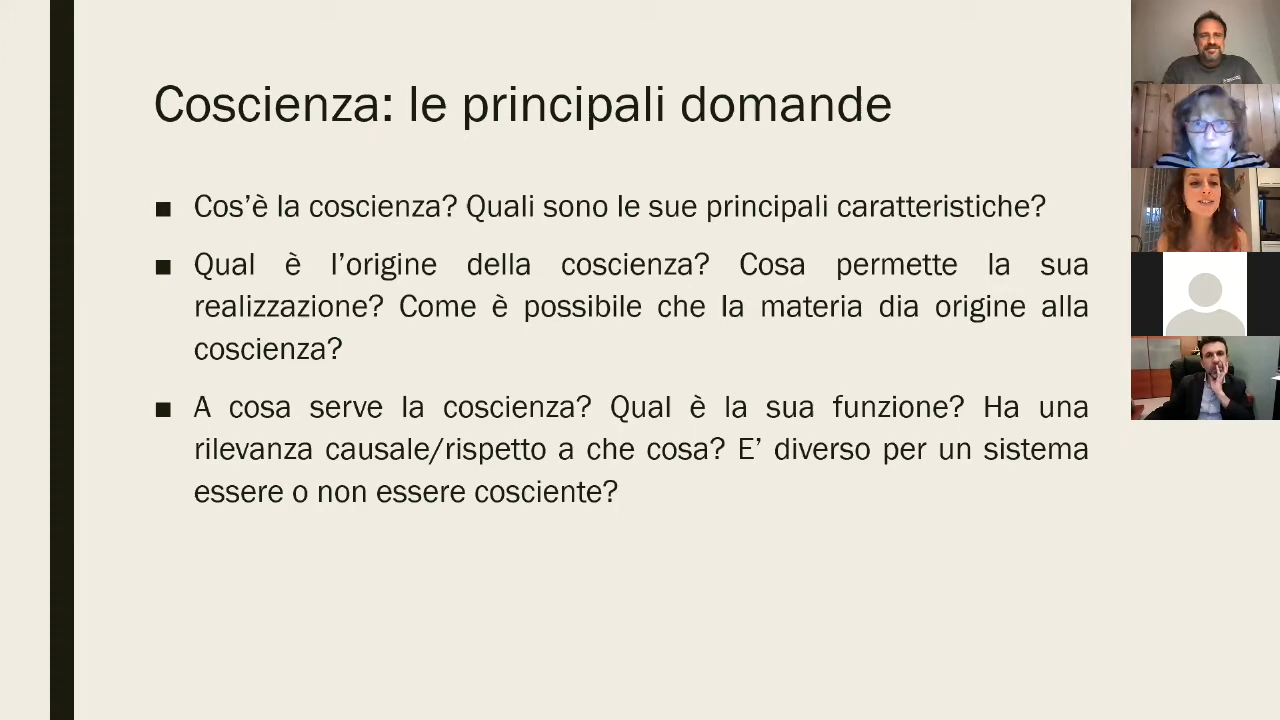 Coscienza: le principali domande
■ Cos’è la coscienza? Quali sono le sue principali caratteristiche?
■ Qual è l’origine della coscienza? Cosa permette la sua
realizzazione? Come è possibile che la materia dia origine alla
coscienza?
■ A cosa serve la coscienza? Qual è la sua funzione? Ha una
rilevanza causale/rispetto a che cosa? E’ diverso per un sistema
essere o non essere cosciente?